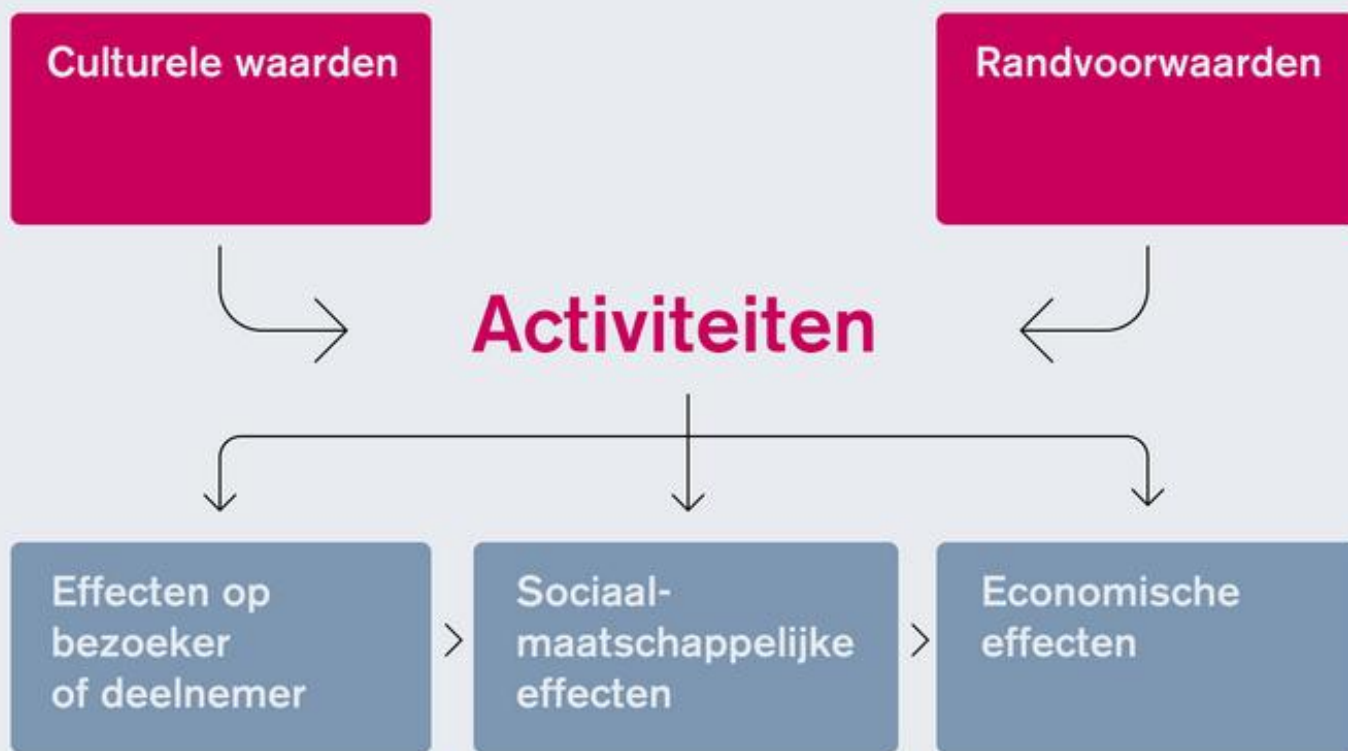 Culturele waarden
Randvoorwaarden
Activiteiten
Effecten op
bezoeker
of deelnemer
Sociaal-
maatschappelijke
effecten
Economische
effecten